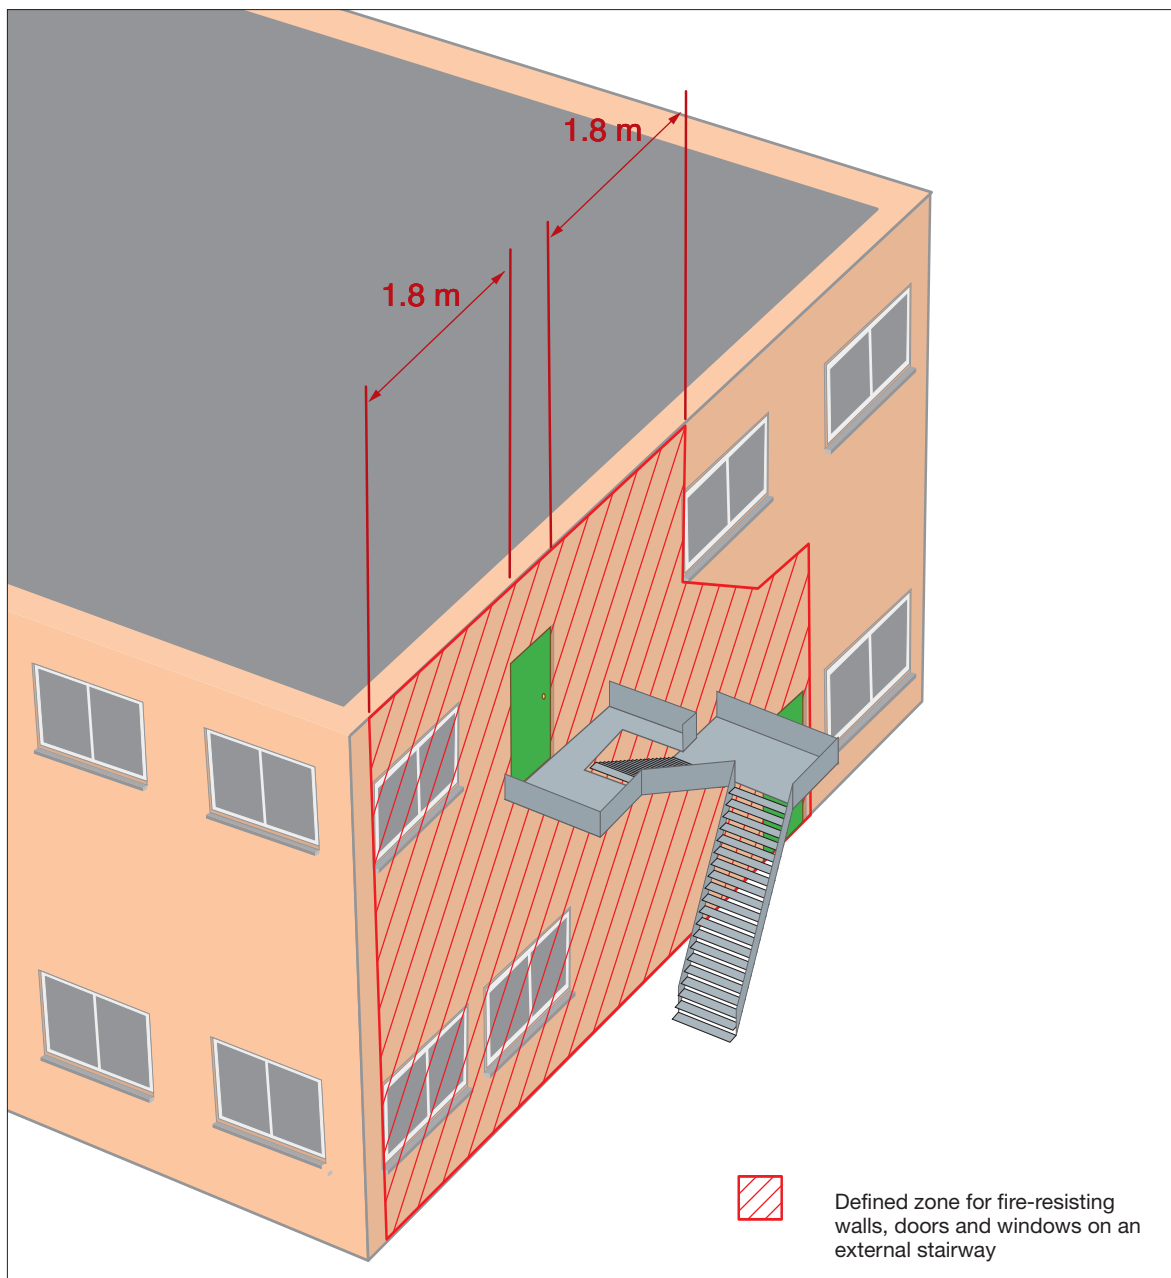 1.8 m
1.8 m
Defined zone for fire-resisting
walls, doors and windows on an
external stairway